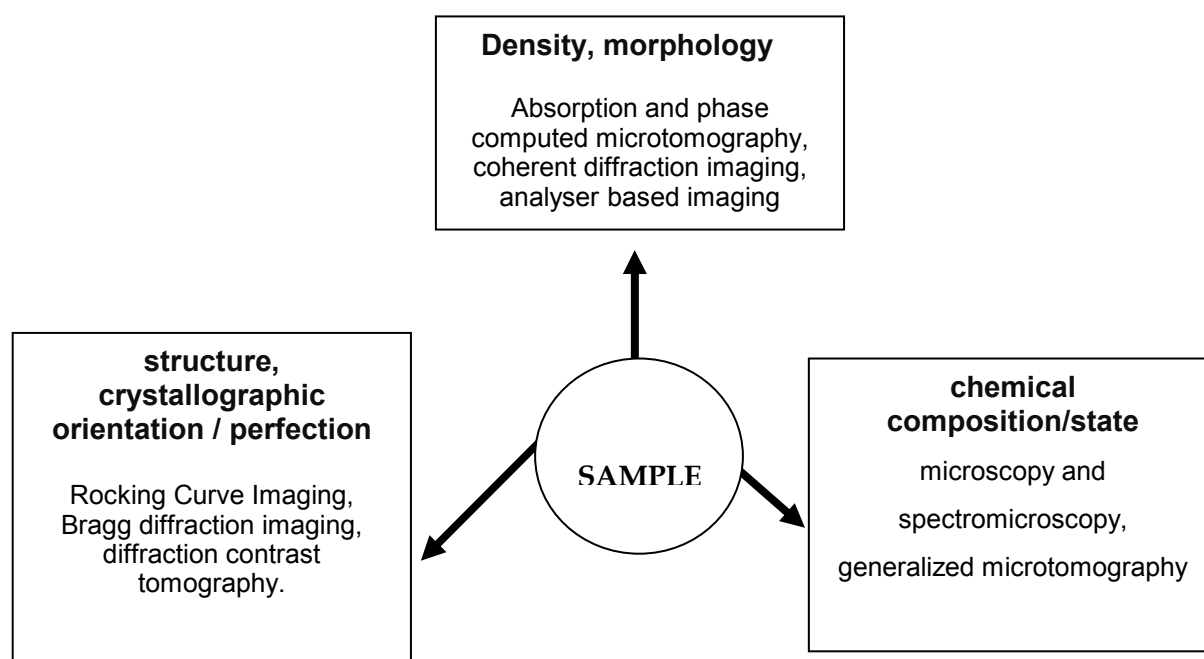 Density, morphology
Absorption and phase
computed microtomography,
coherent diffraction imaging,
analyser based imaging
structure,
crystallographic
orientation / perfection
Rocking Curve Imaging,
Bragg diffraction imaging,
diffraction contrast
tomography.
SAMPLE
chemical
composition/state
microscopy and
spectromicroscopy,
generalized microtomography